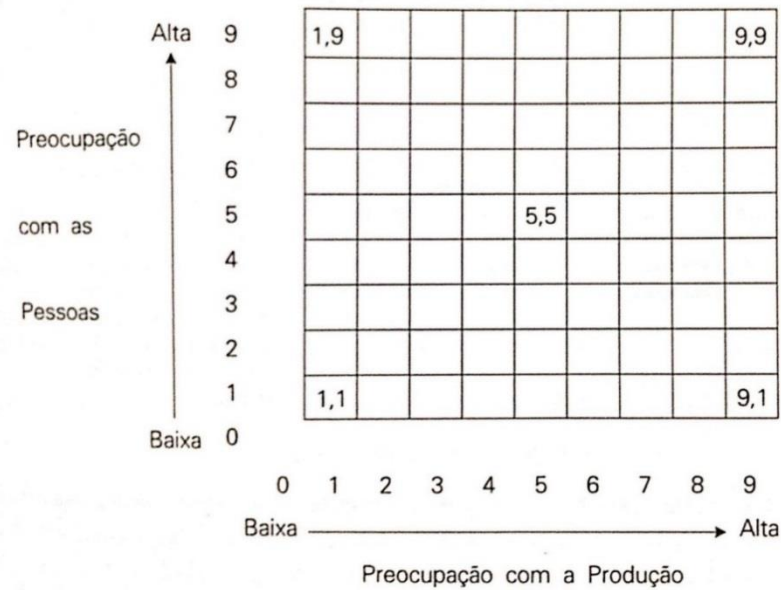 Alta 9 1,9 9,9
8
Preocupação 7
6
com as 5 5,5
4
Pessoas 3
2
1 1,1 9,1
Baixa 0
0 1 2 3 4 5 6 7 8 9
Baixa Alta
Preocupação com a Produção